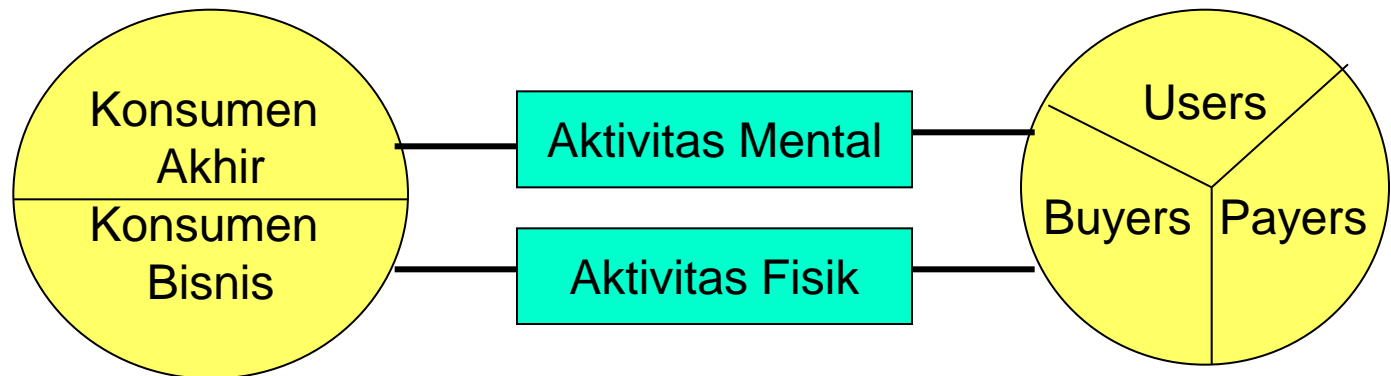 Konsumen
Akhir
Konsumen
Bisnis
Aktivitas Mental
Aktivitas Fisik
Users
Buyers
Payers